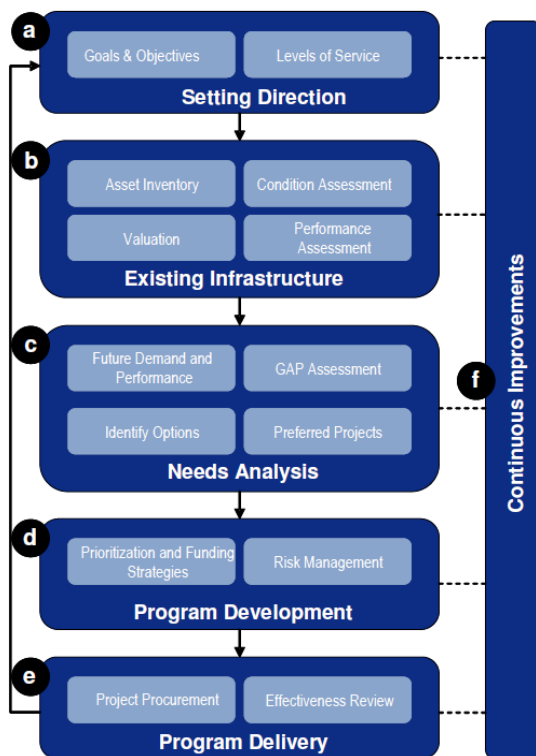 a
Goals & Objectives
Levels of Service
Setting Direction
b
Asset Inventory
Condition Assessment
Valuation
Performance
Assessment
Existing Infrastructure
c
Future Demand and
Performance
GAP Assessment
Identify Options
Preferred Projects
Needs Analysis
d
Prioritization and Funding
Strategies
Risk Management
Program Development
e
Project Procurement
Effectiveness Review
Program Delivery
f
Continuous Improvements